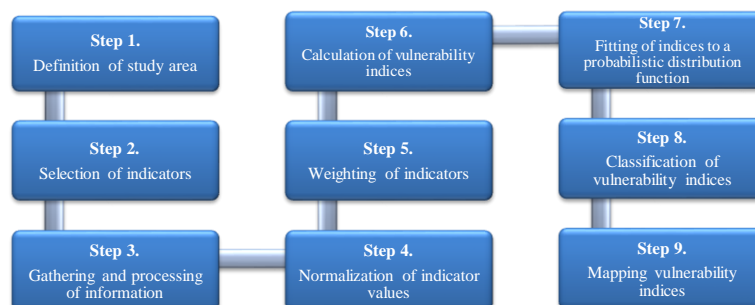 Step 1.
Definition of study area
Step 2.
Selection of indicators
Step 3.
Gathering and processing
of information
Step 4.
Normalization of indicator
values
Step 5.
Weighting of indicators
Step 6.
Calculation of vulnerability
indices
Step 7.
Fitting of indices to a
probabilistic distribution
function
Step 8.
Classification of
vulnerability indices
Step 9.
Mapping vulnerability
indices